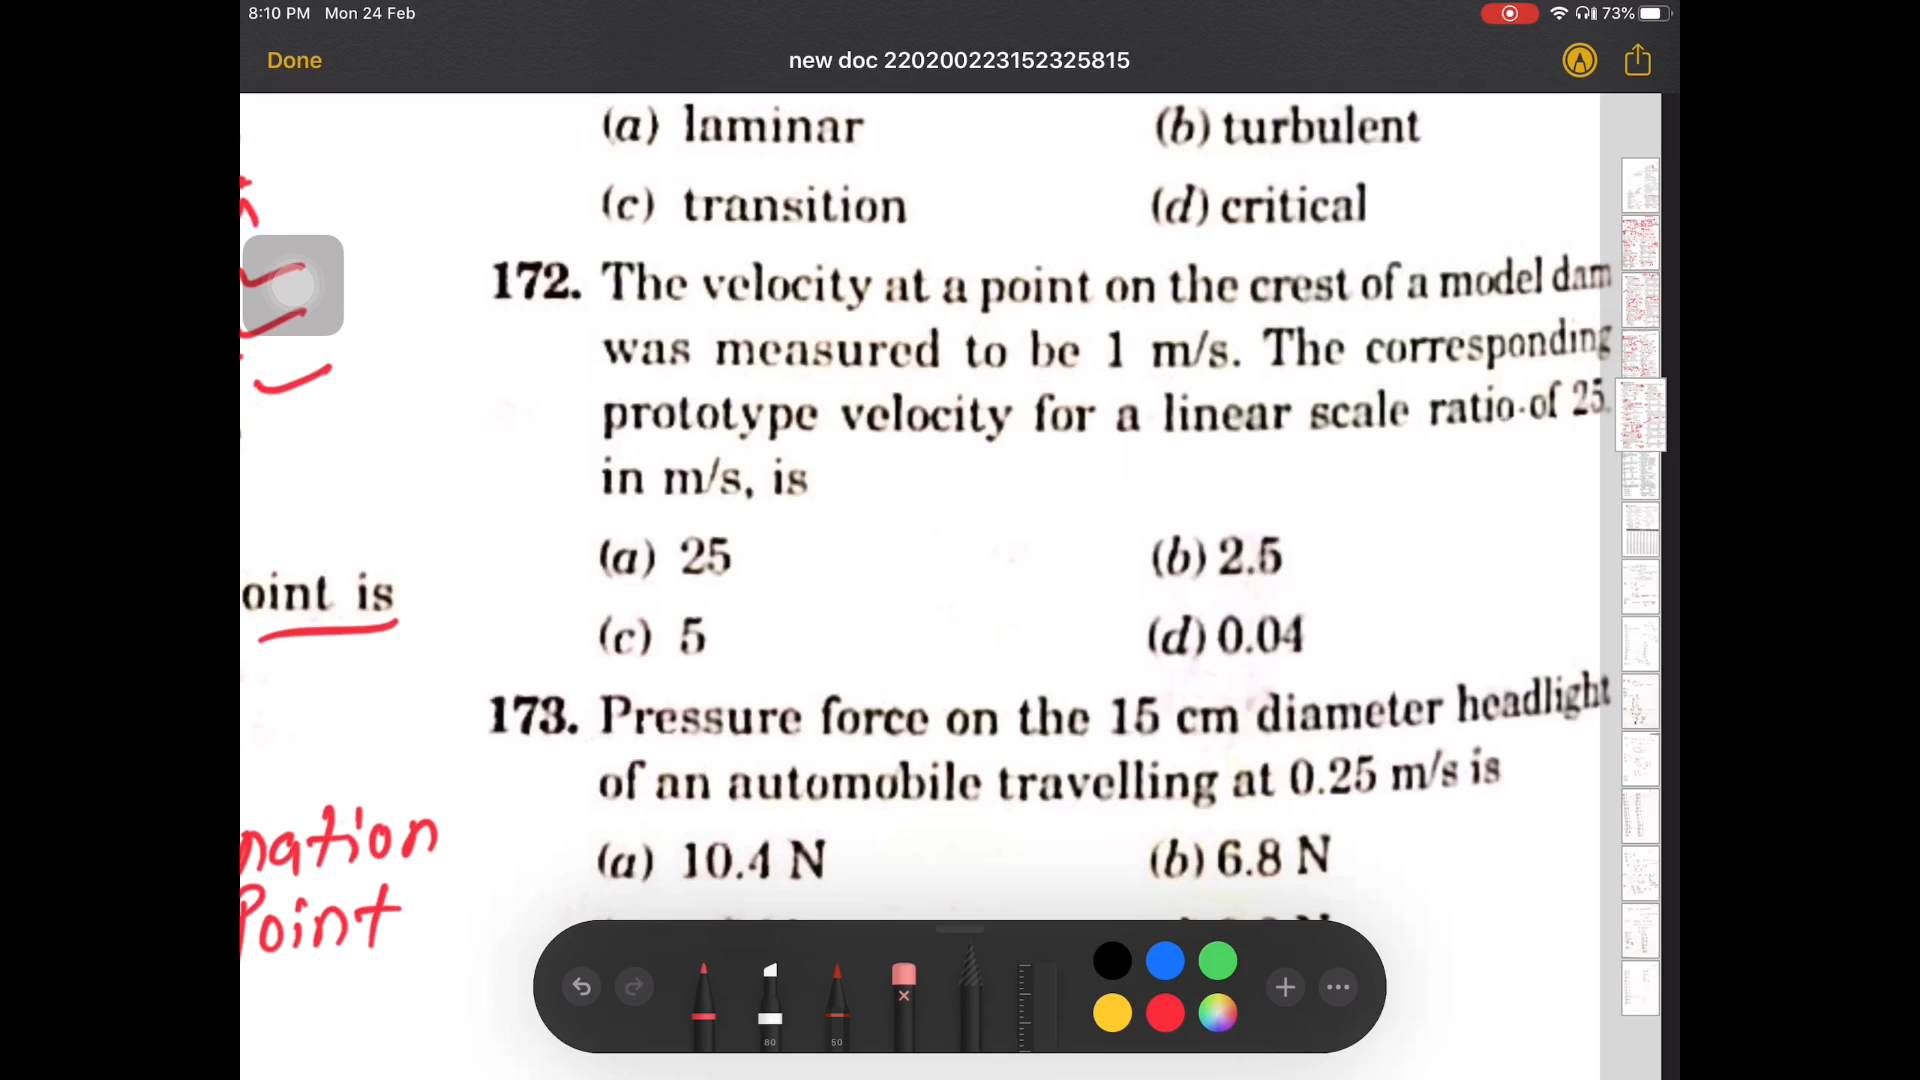 8:10 PM Mon 24 Feb
73%
Done
new doc 220200223152325815
(a) laminar
(b) turbulent
(c) transition
(d) critical
172. The velocity at a point on the crest of a model dam
was measured to be 1 m/s. The corresponding
prototype velocity for a linear scale ratio of 25
in m/s, is
(a) 25
(b) 2.5
(c) 5
(d) 0.04
oint is
173. Pressure force on the 15 cm diameter headlight
of an automobile travelling at 0.25 m/s is
(a) 10.4 N
(b) 6.8 N
nation
Point
80
50